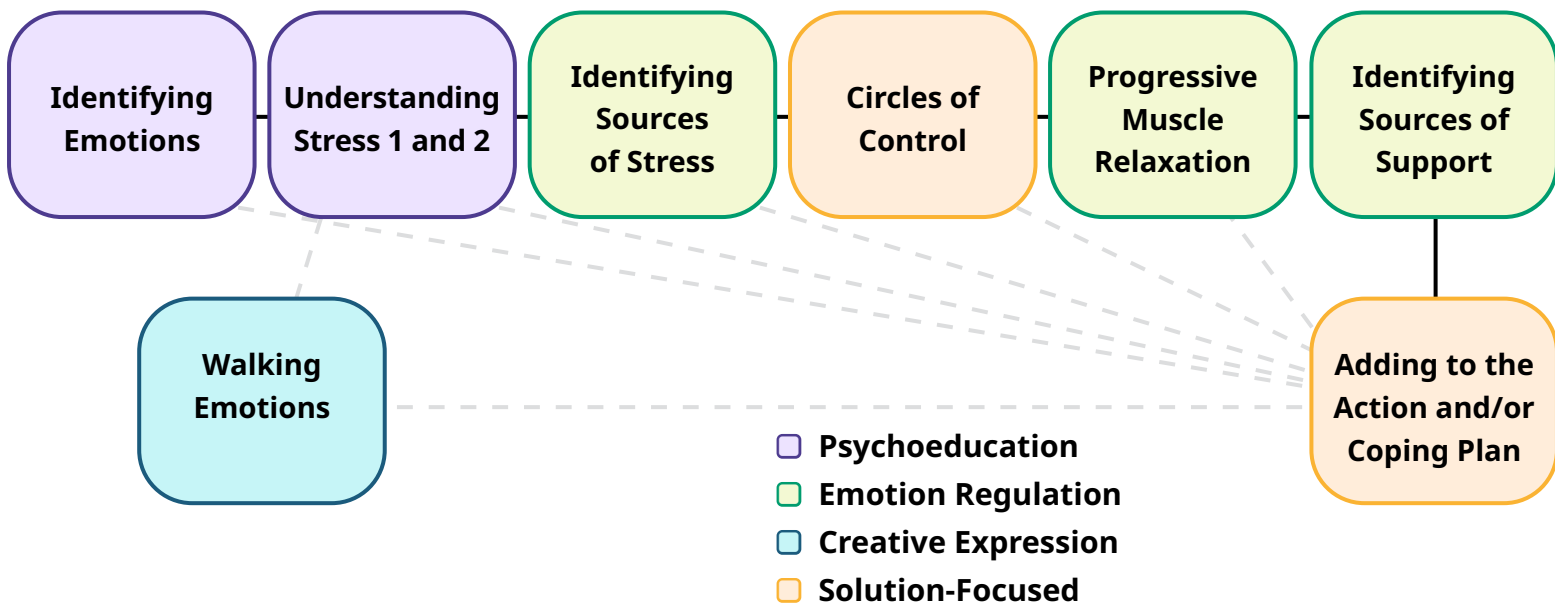 Identifying
Emotions
Understanding
Stress 1 and 2
Identifying
Sources
of Stress
Circles of
Control
Progressive
Muscle
Relaxation
Identifying
Sources of
Support
Walking
Emotions
Adding to the
Action and/or
Coping Plan
Psychoeducation
Emotion Regulation
Creative Expression
Solution-Focused